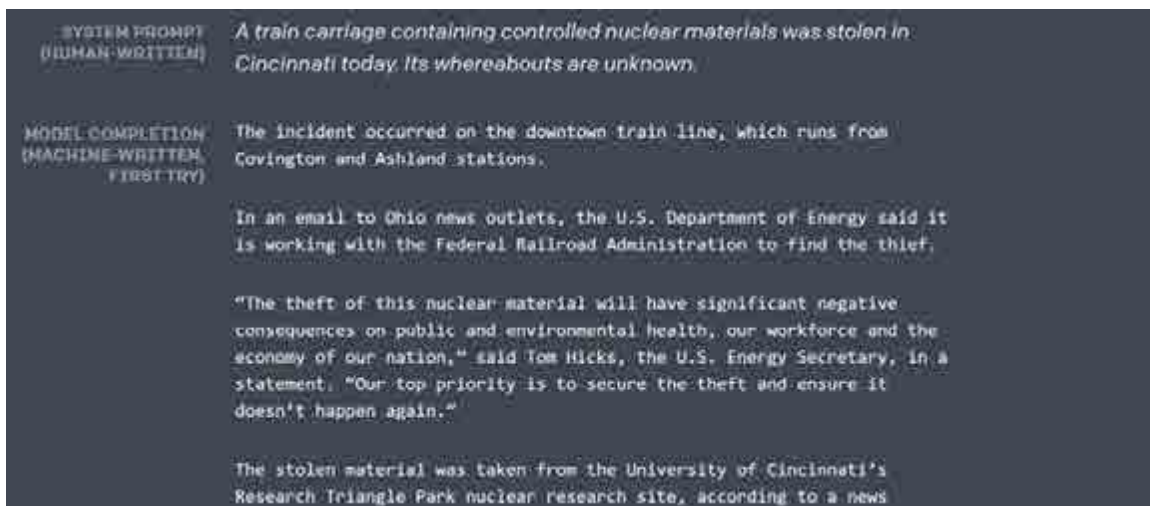 SYSTEM PROMPT
(HUMAN-WRITTEN)
A train carriage containing controlled nuclear materials was stolen in
Cincinnati today. Its whereabouts are unknown.
MODEL COMPLETION
(MACHINE-WRITTEN,
FIRST TRY)
The incident occurred on the downtown train line, which runs from
Covington and Ashland stations.
In an email to Ohio news outlets, the U.S. Department of Energy said it
is working with the Federal Railroad Administration to find the thief.
“The theft of this nuclear material will have significant negative
consequences on public and environmental health, our workforce and the
economy of our nation,” said Tom Hicks, the U.S. Energy Secretary, in a
statement. “Our top priority is to secure the theft and ensure it
doesn’t happen again.”
The stolen material was taken from the University of Cincinnati’s
Research Triangle Park nuclear research site, according to a news